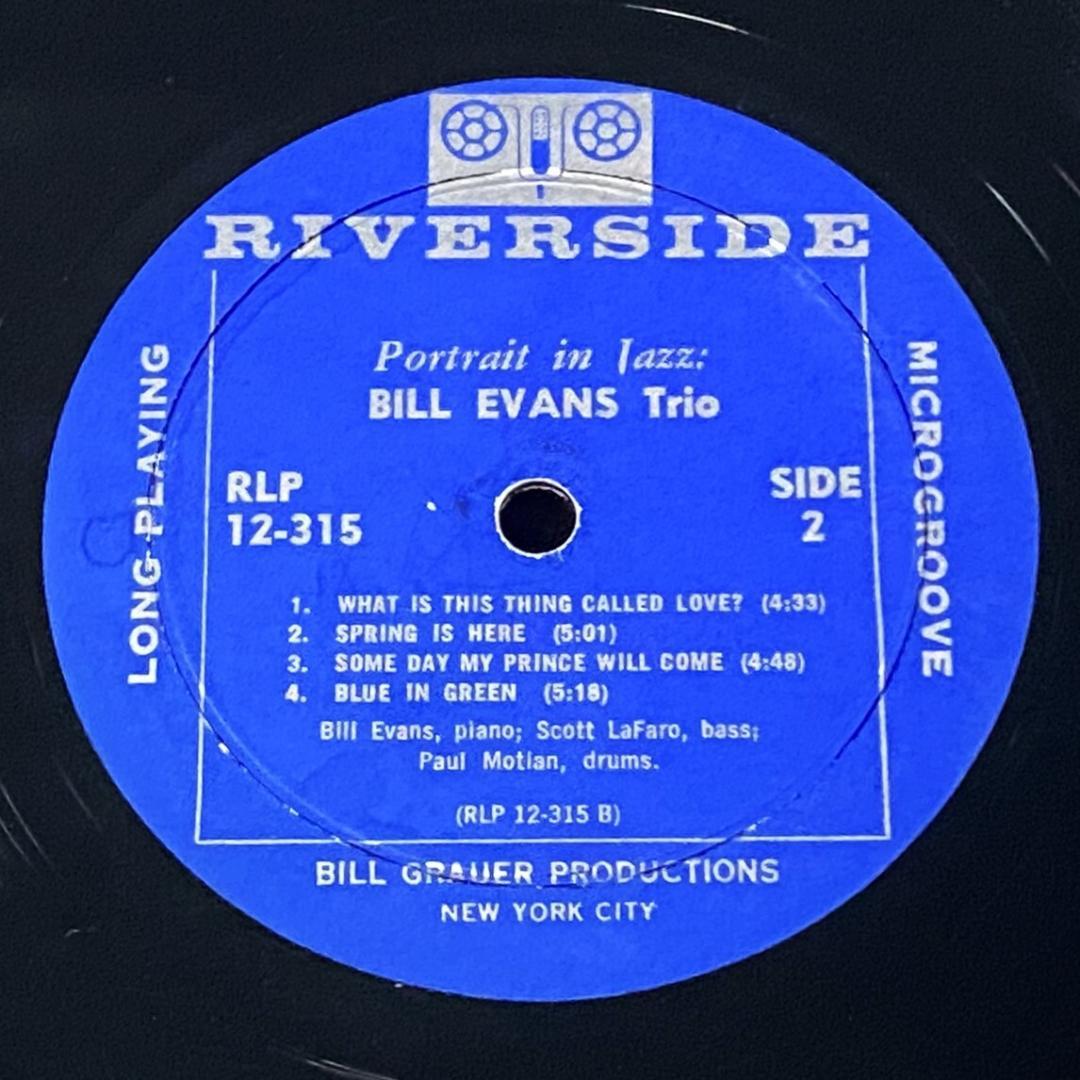 RIVERSIDE
Portrait in Jazz:
BILL EVANS Trio
LONG PLAYING
MICROGROOVE
RLP
12-315
SIDE
2
1. WHAT IS THIS THING CALLED LOVE? (4:33)
2. SPRING IS HERE (5:01)
3. SOME DAY MY PRINCE WILL COME (4:48)
4. BLUE IN GREEN (5:18)
Bill Evans, piano; Scott LaFaro, bass;
Paul Motian, drums.
(RLP 12-315 B)
BILL GRAUER PRODUCTIONS
NEW YORK CITY